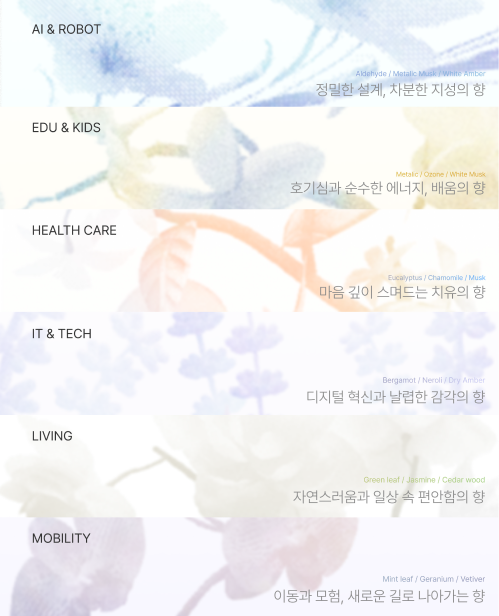 AI & ROBOT
Aldehyde / Metalic Musk / White Amber
정밀한 설계, 차분한 지성의 향
EDU & KIDS
Metalic / Ozone / White Musk
호기심과 순수한 에너지, 배움의 향
HEALTH CARE
Eucalyptus / Chamomile / Musk
마음 깊이 스며드는 치유의 향
IT & TECH
Bergamot / Neroli / Dry Amber
디지털 혁신과 날렵한 감각의 향
LIVING
Green leaf / Jasmine / Cedar wood
자연스러움과 일상 속 편안함의 향
MOBILITY
Mint leaf / Geranium / Vetiver
이동과 모험, 새로운 길로 나아가는 향